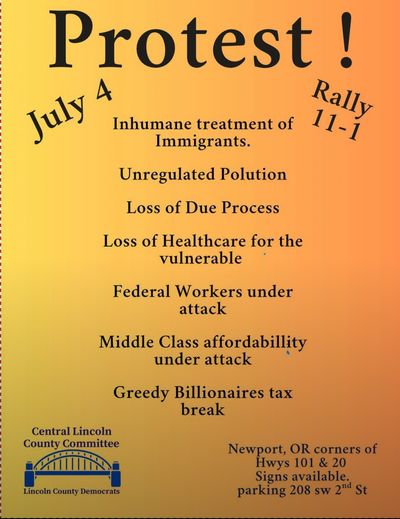 Protest !
July 4
Rally
11-1
Inhumane treatment of
Immigrants.
Unregulated Polution
Loss of Due Process
Loss of Healthcare for the
vulnerable
Federal Workers under
attack
Middle Class affordabillity
under attack
Greedy Billionaires tax
break
Central Lincoln
County Committee
Lincoln County Democrats
Newport, OR corners of
Hwys 101 & 20
Signs available.
parking 208 sw 2nd St